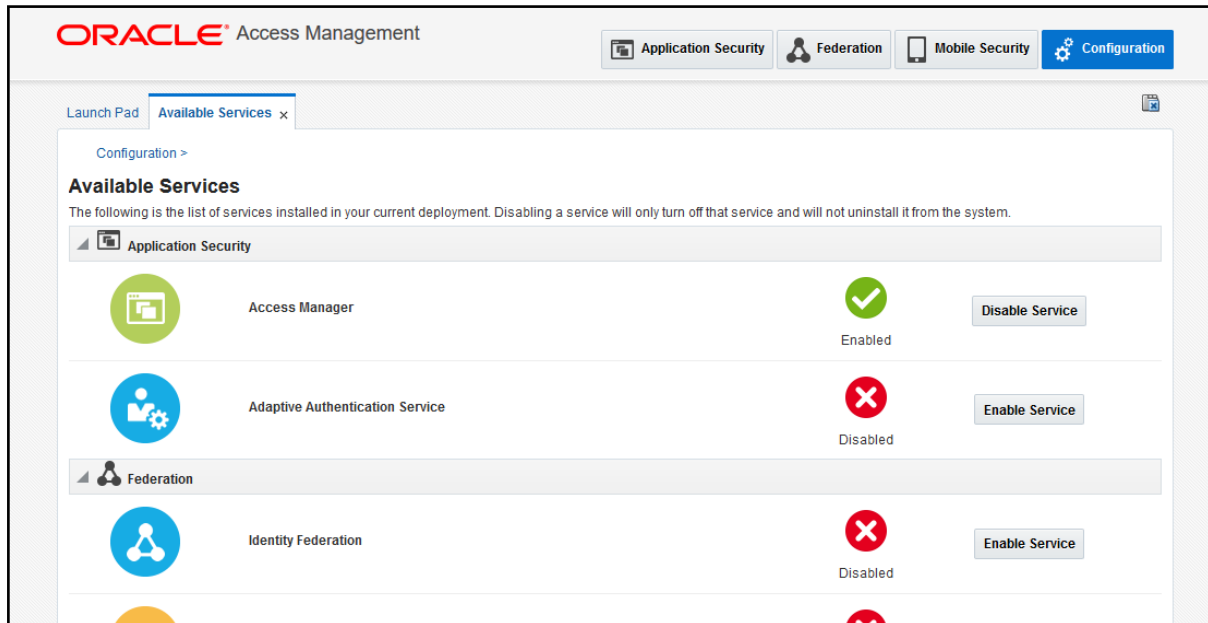 ORACLE® Access Management
Application Security
Federation
Mobile Security
Configuration
Launch Pad
Available Services x
Configuration >
Available Services
The following is the list of services installed in your current deployment. Disabling a service will only turn off that service and will not uninstall it from the system.
Application Security
Access Manager
Enabled
Disable Service
Adaptive Authentication Service
Disabled
Enable Service
Federation
Identity Federation
Disabled
Enable Service